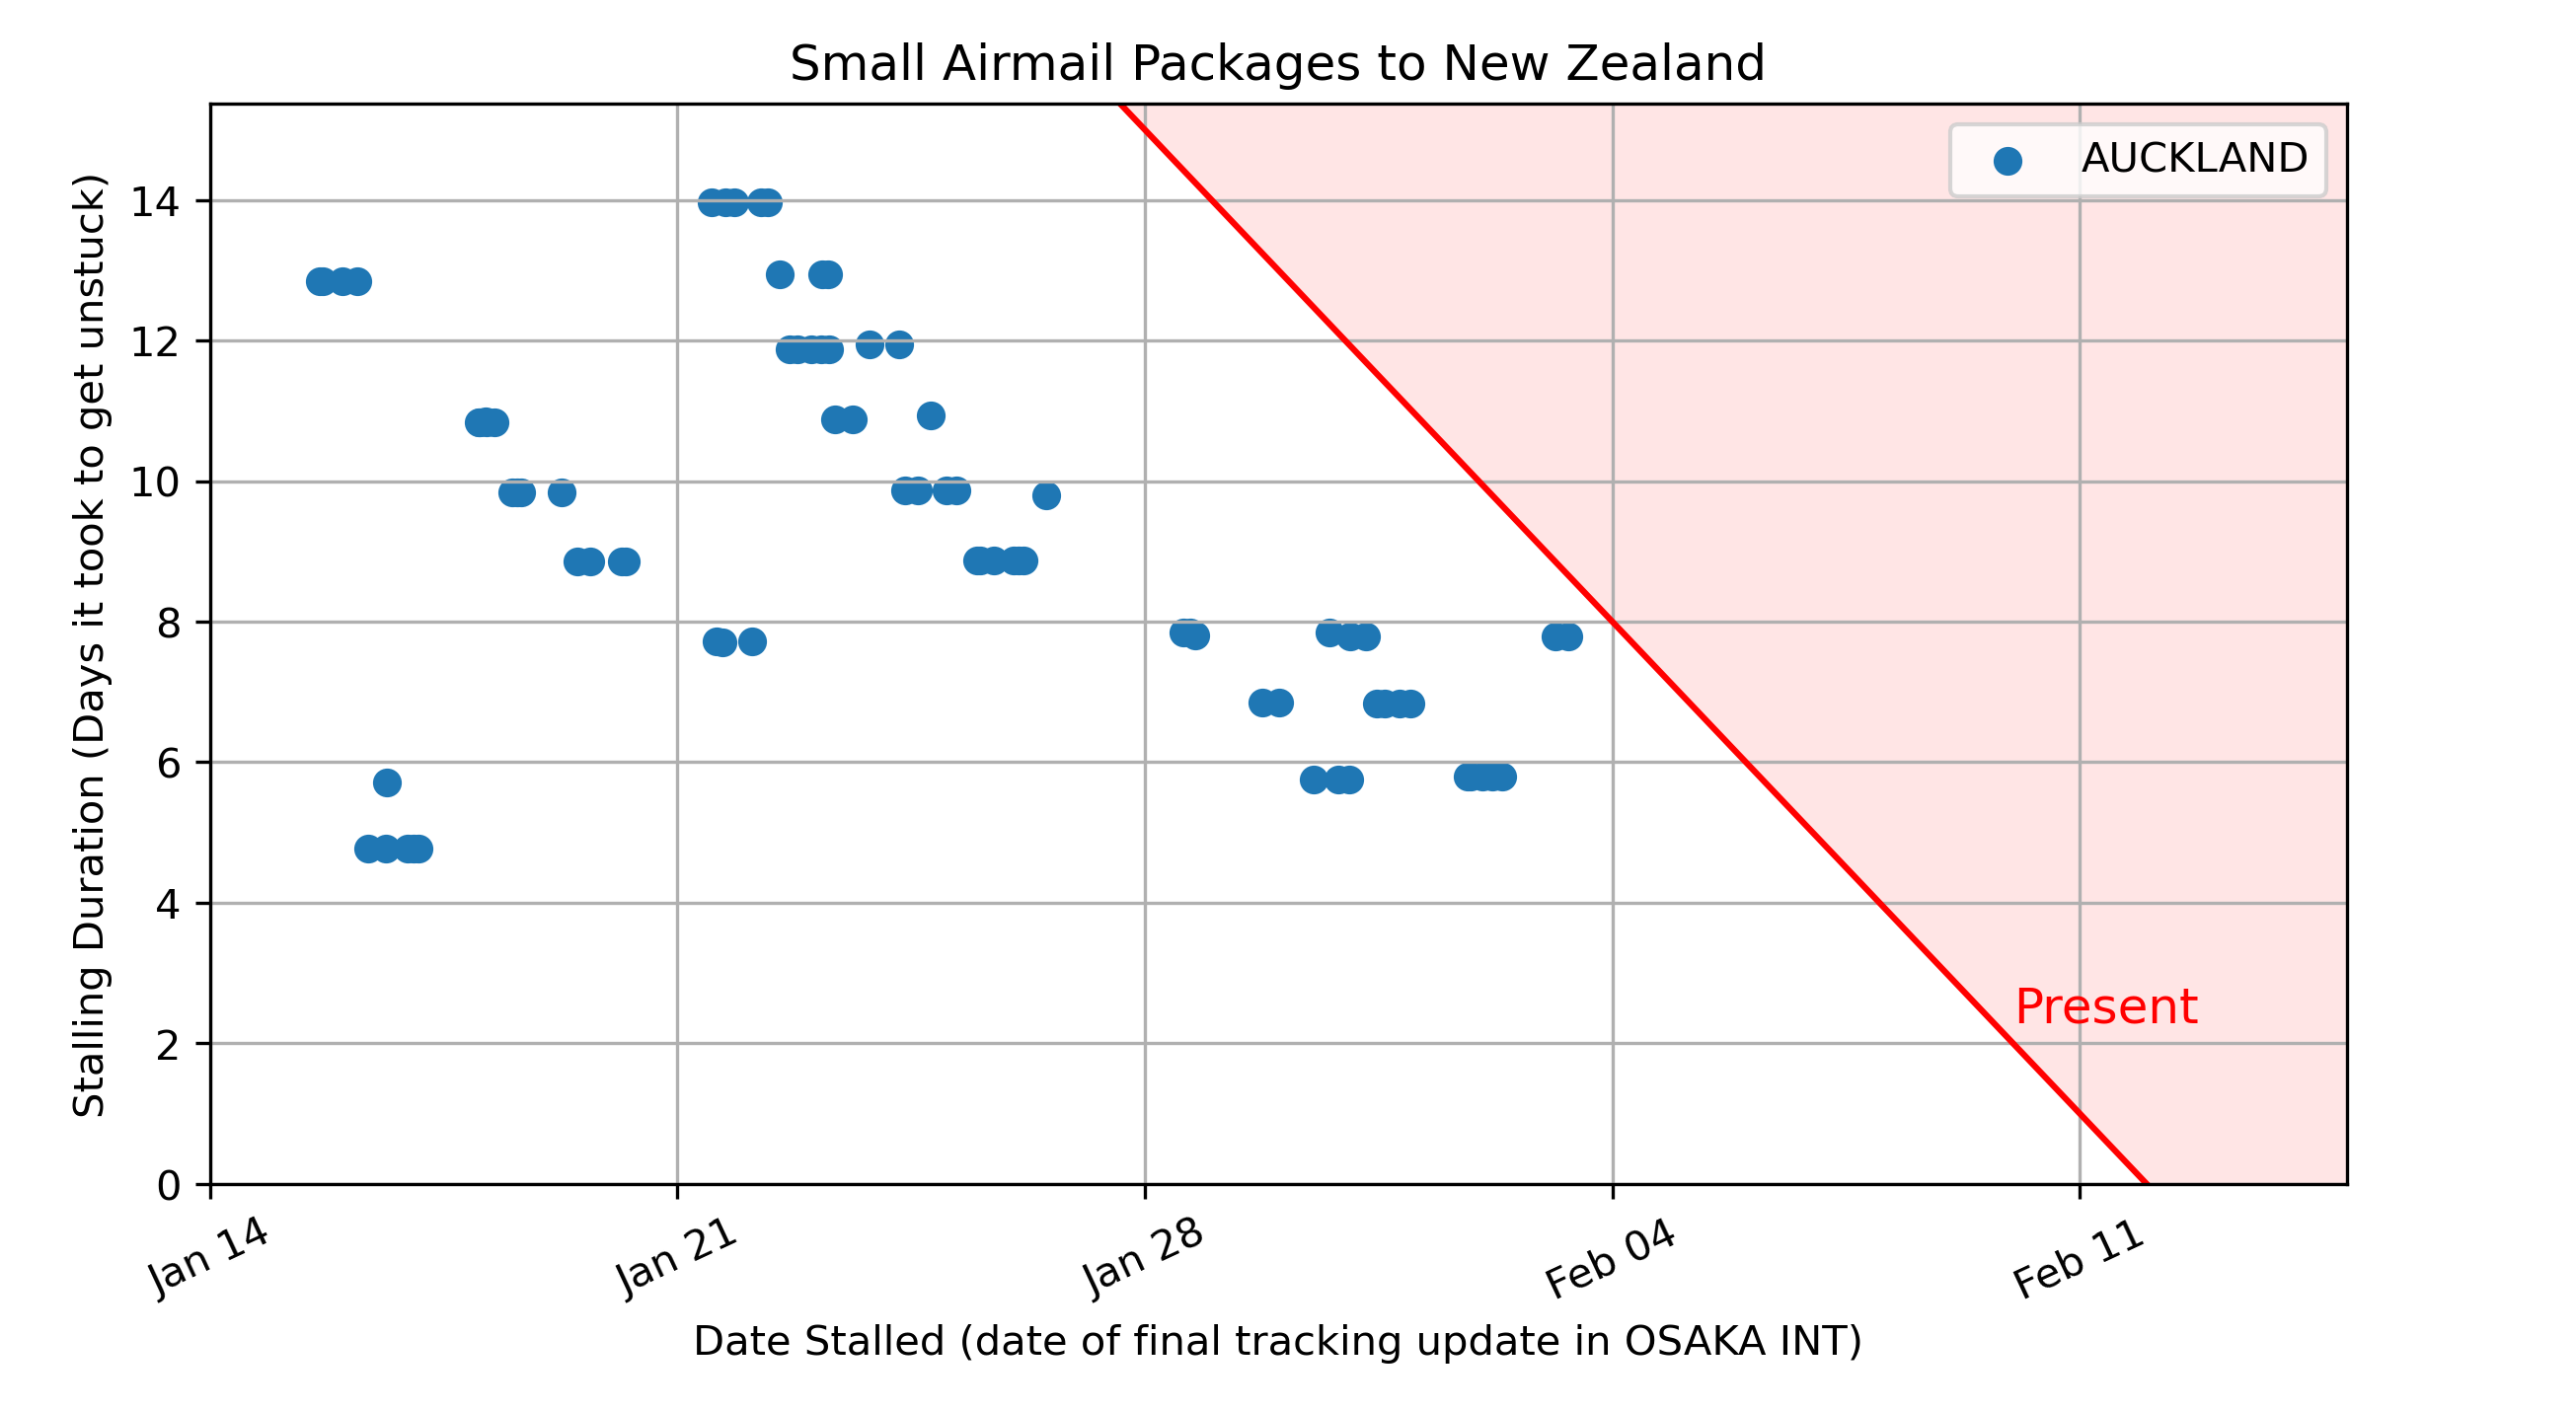 Small Airmail Packages to New Zealand
AUCKLAND
Stalling Duration (Days it took to get unstuck)
14
12
10
8
6
4
2
0
Present
Jan 14
Jan 21
Jan 28
Feb 04
Feb 11
Date Stalled (date of final tracking update in OSAKA INT)